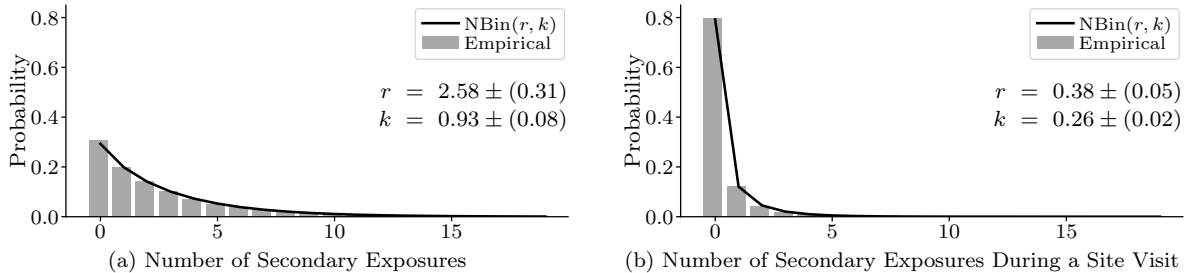 0.8
0.6
0.4
0.2
0.0
Probability
NBin(r, k)
Empirical
r = 2.58 ± (0.31)
k = 0.93 ± (0.08)
0 5 10 15
(a) Number of Secondary Exposures
0.8
0.6
0.4
0.2
0.0
Probability
NBin(r, k)
Empirical
r = 0.38 ± (0.05)
k = 0.26 ± (0.02)
0 5 10 15
(b) Number of Secondary Exposures During a Site Visit